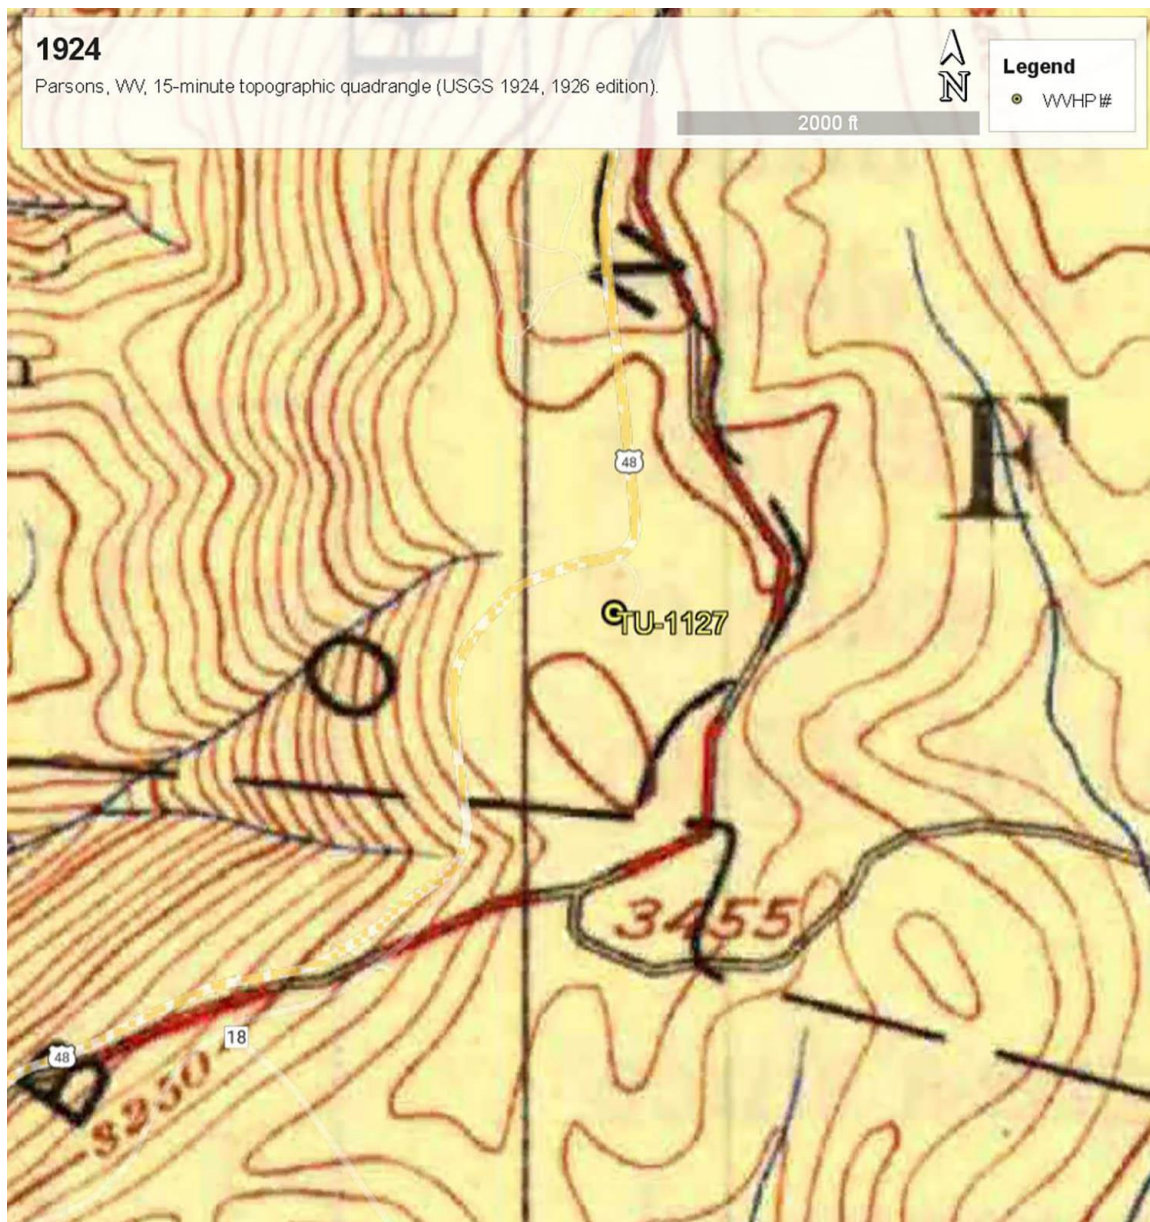 1924
Parsons, WV, 15-minute topographic quadrangle (USGS 1924, 1926 edition).
N
2000 ft
Legend
WVHPI#
n
48
F
TU-1127
O
3455
18
48
B
3250